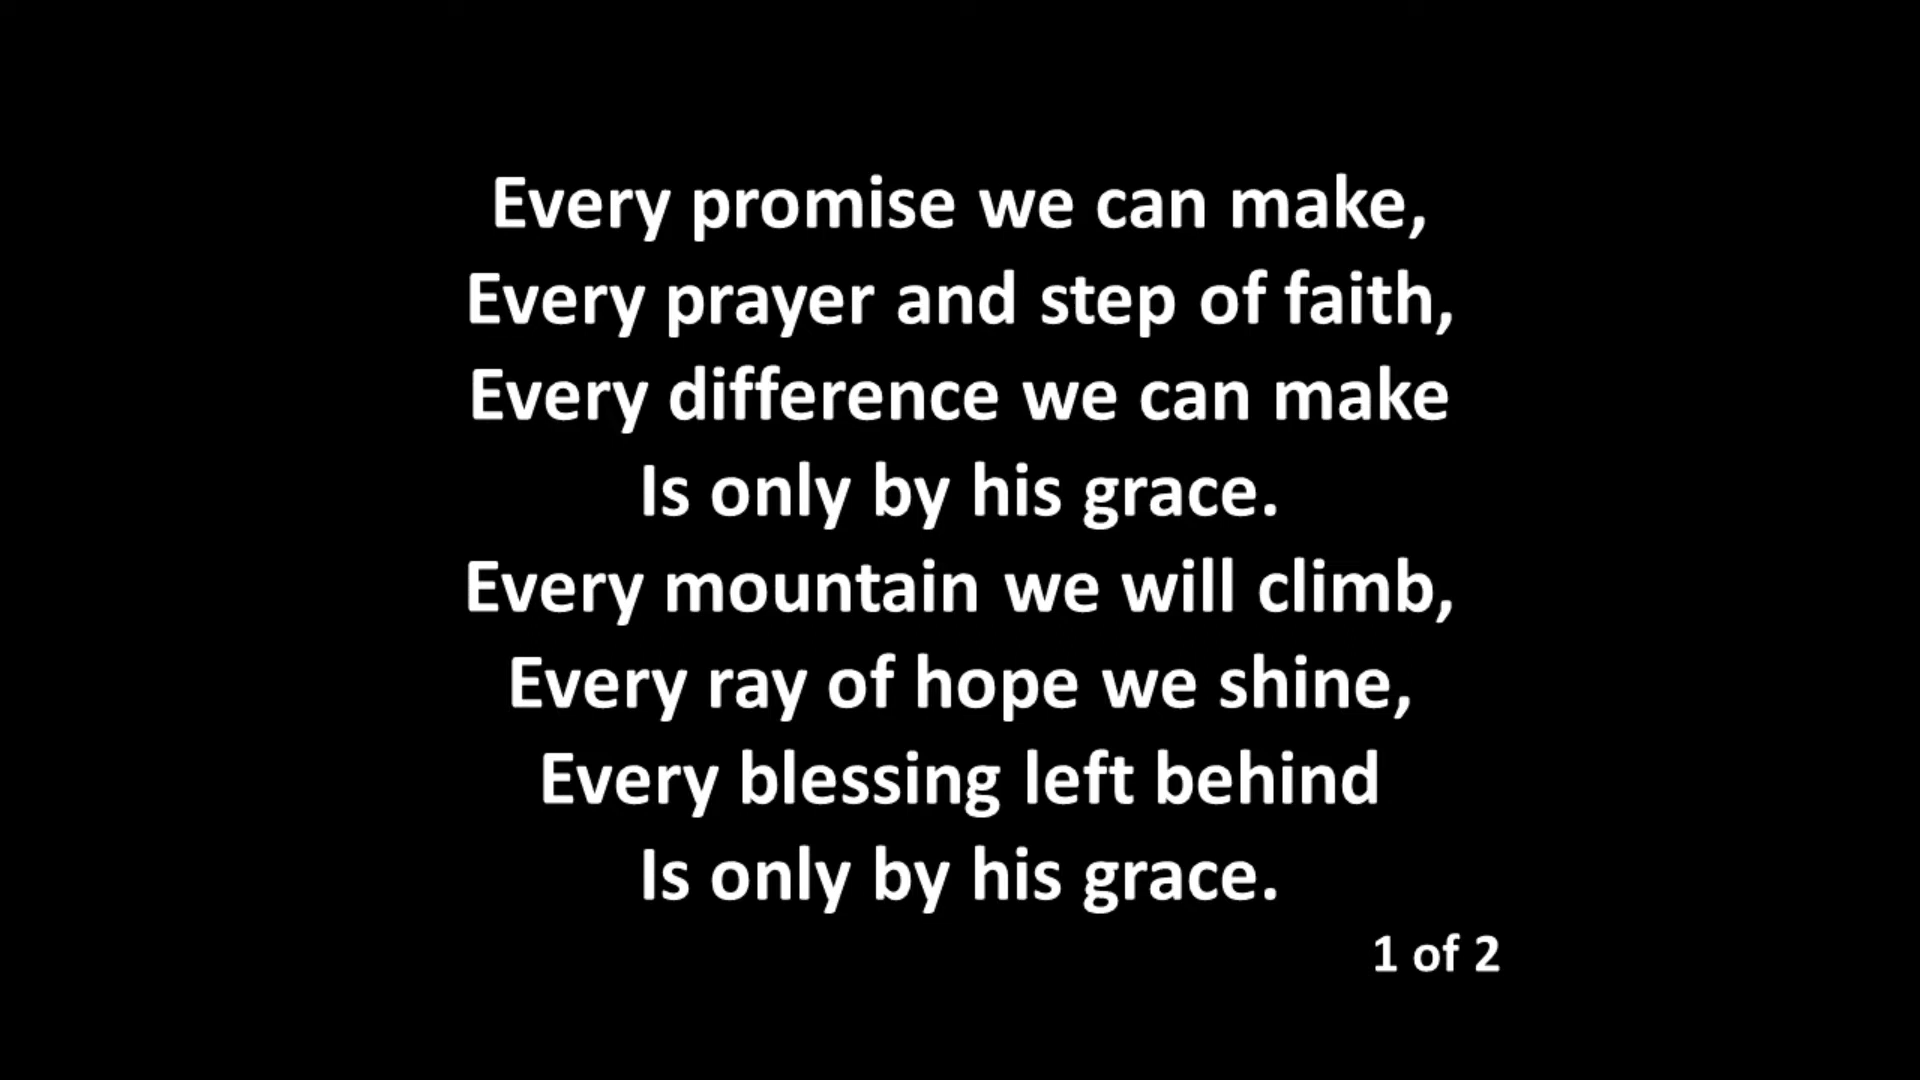 Every promise we can make,
Every prayer and step of faith,
Every difference we can make
Is only by his grace.
Every mountain we will climb,
Every ray of hope we shine,
Every blessing left behind
Is only by his grace.
1 of 2